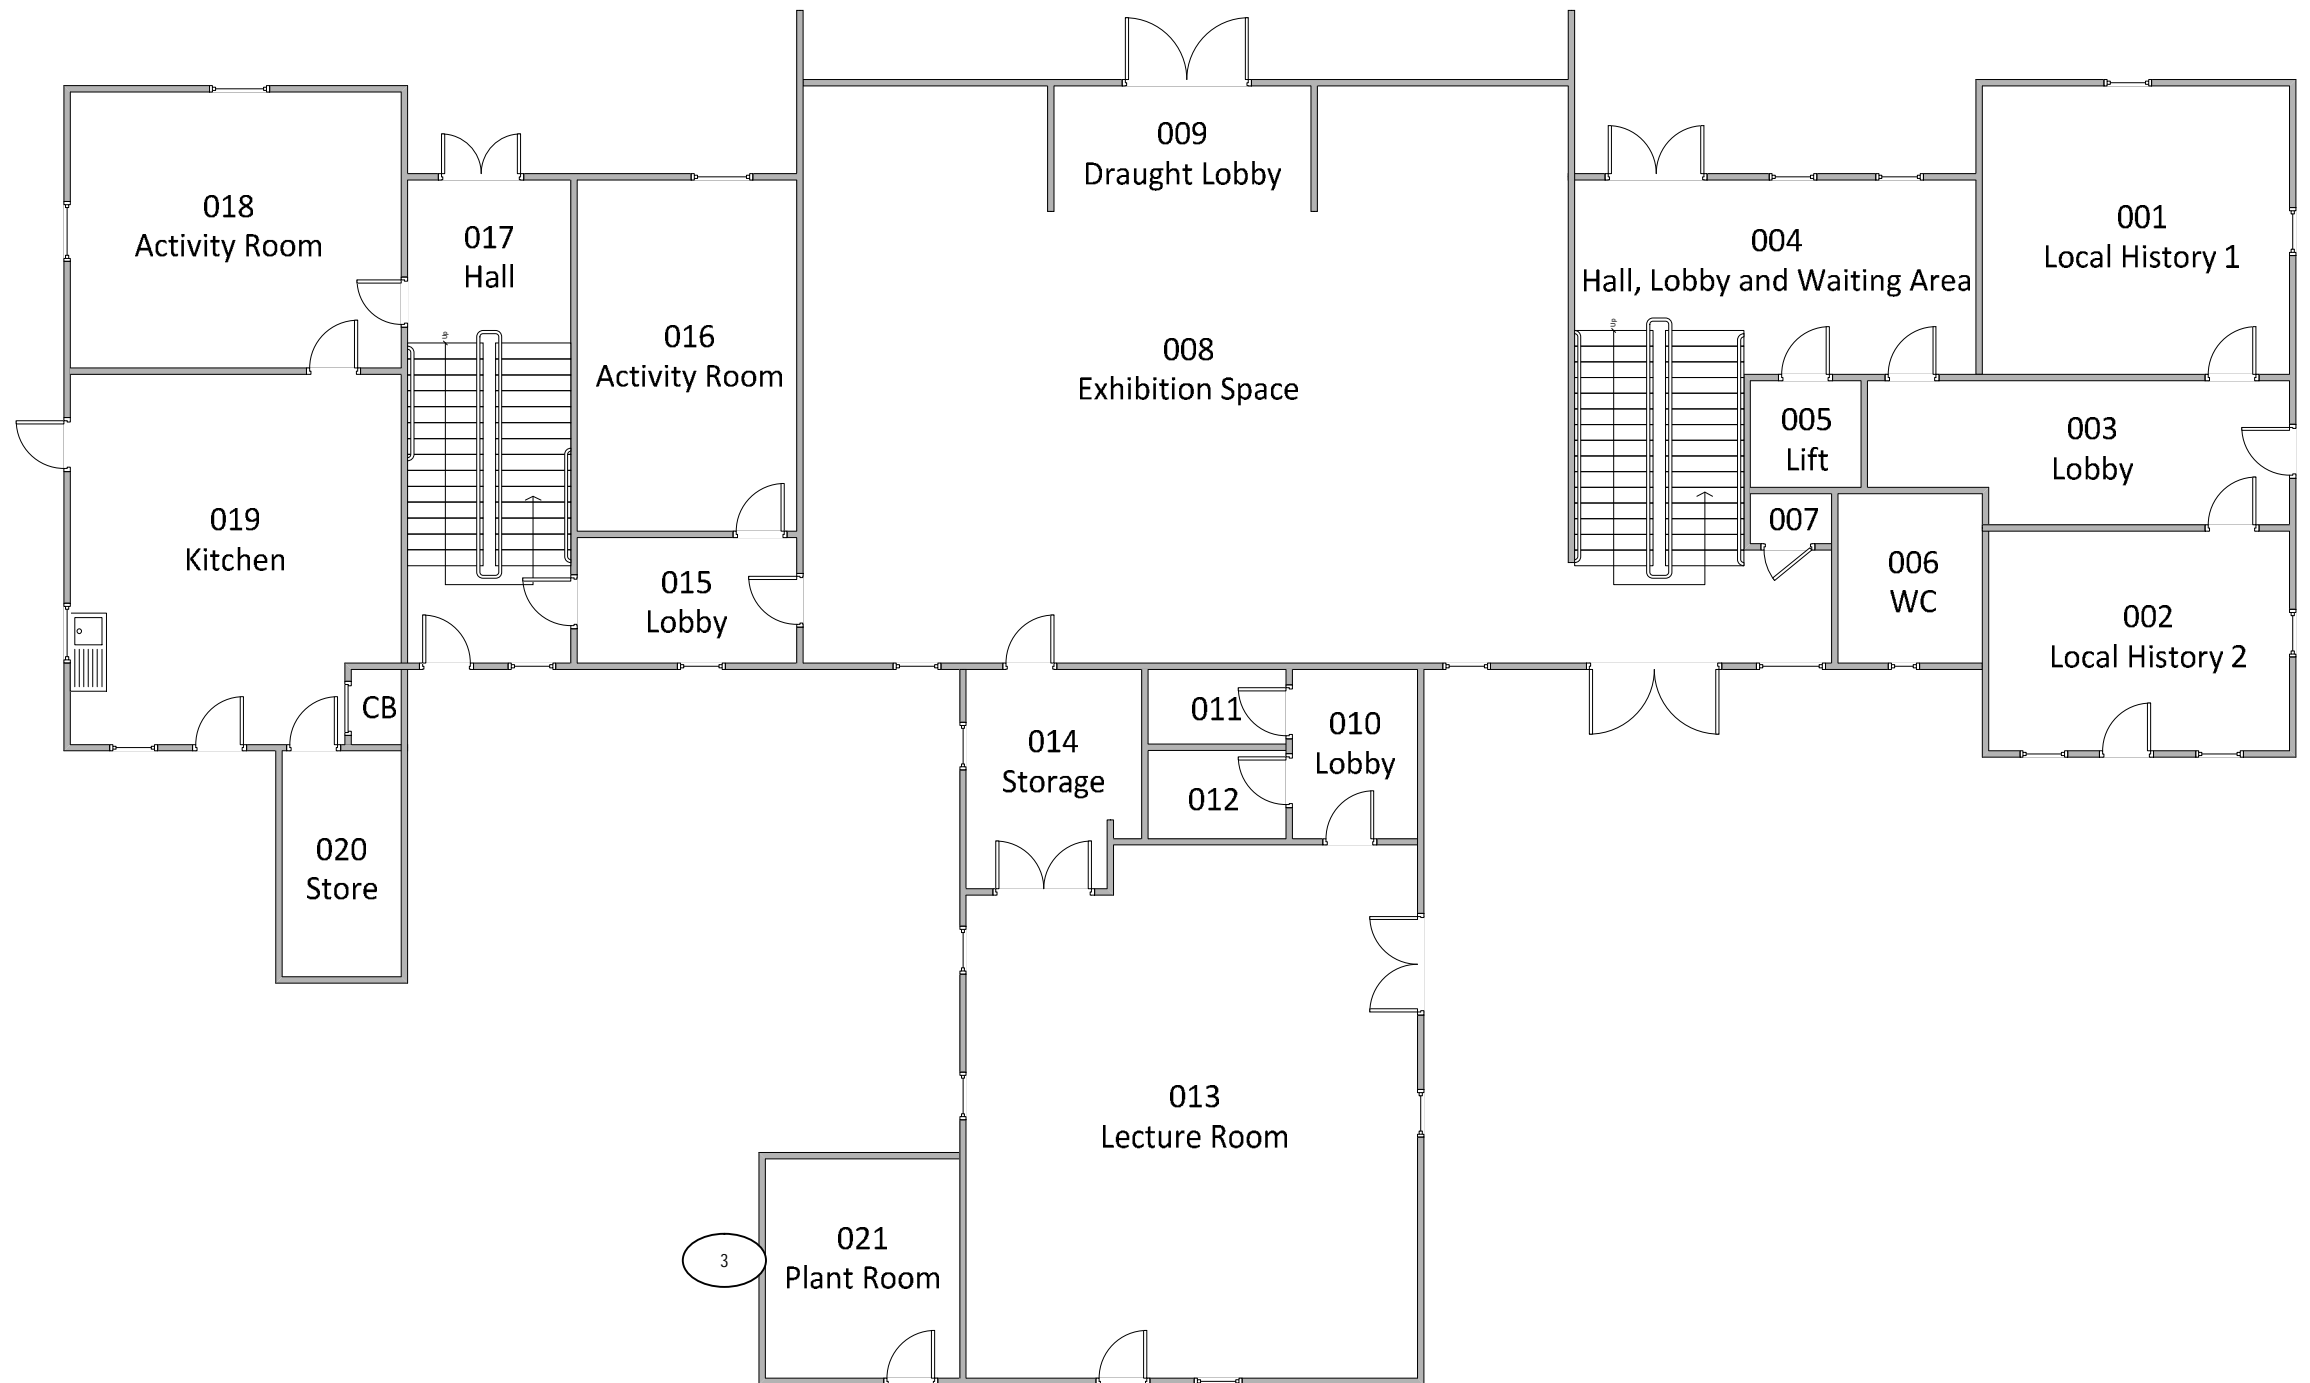 009
Draught Lobby
018
Activity Room
017
Hall
001
Local History 1
004
Hall, Lobby and Waiting Area
016
Activity Room
Up
Up
008
Exhibition Space
005
Lift
003
Lobby
019
Kitchen
007
015
Lobby
006
WC
002
Local History 2
CB
011
010
Lobby
014
Storage
012
020
Store
013
Lecture Room
021
Plant Room
3